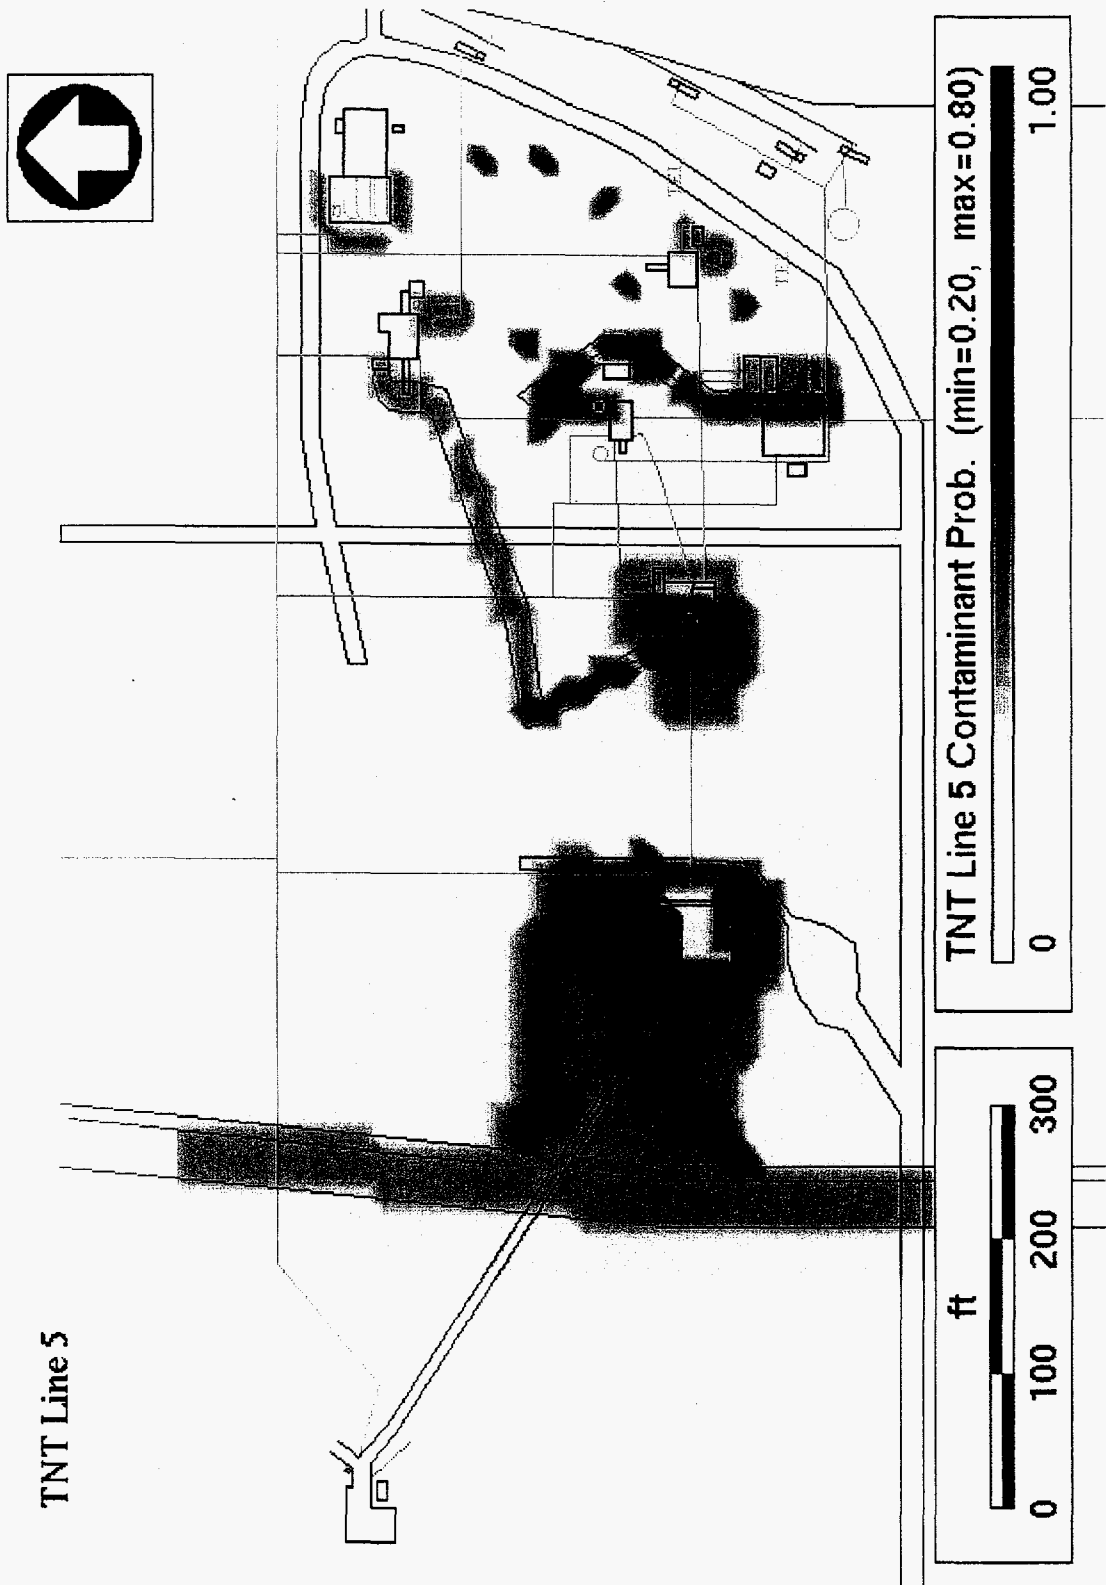 TNT Line 5
TNT Line 5 Contaminant Prob. (min=0.20, max=0.80)
0 1.00
ft
0 100 200 300